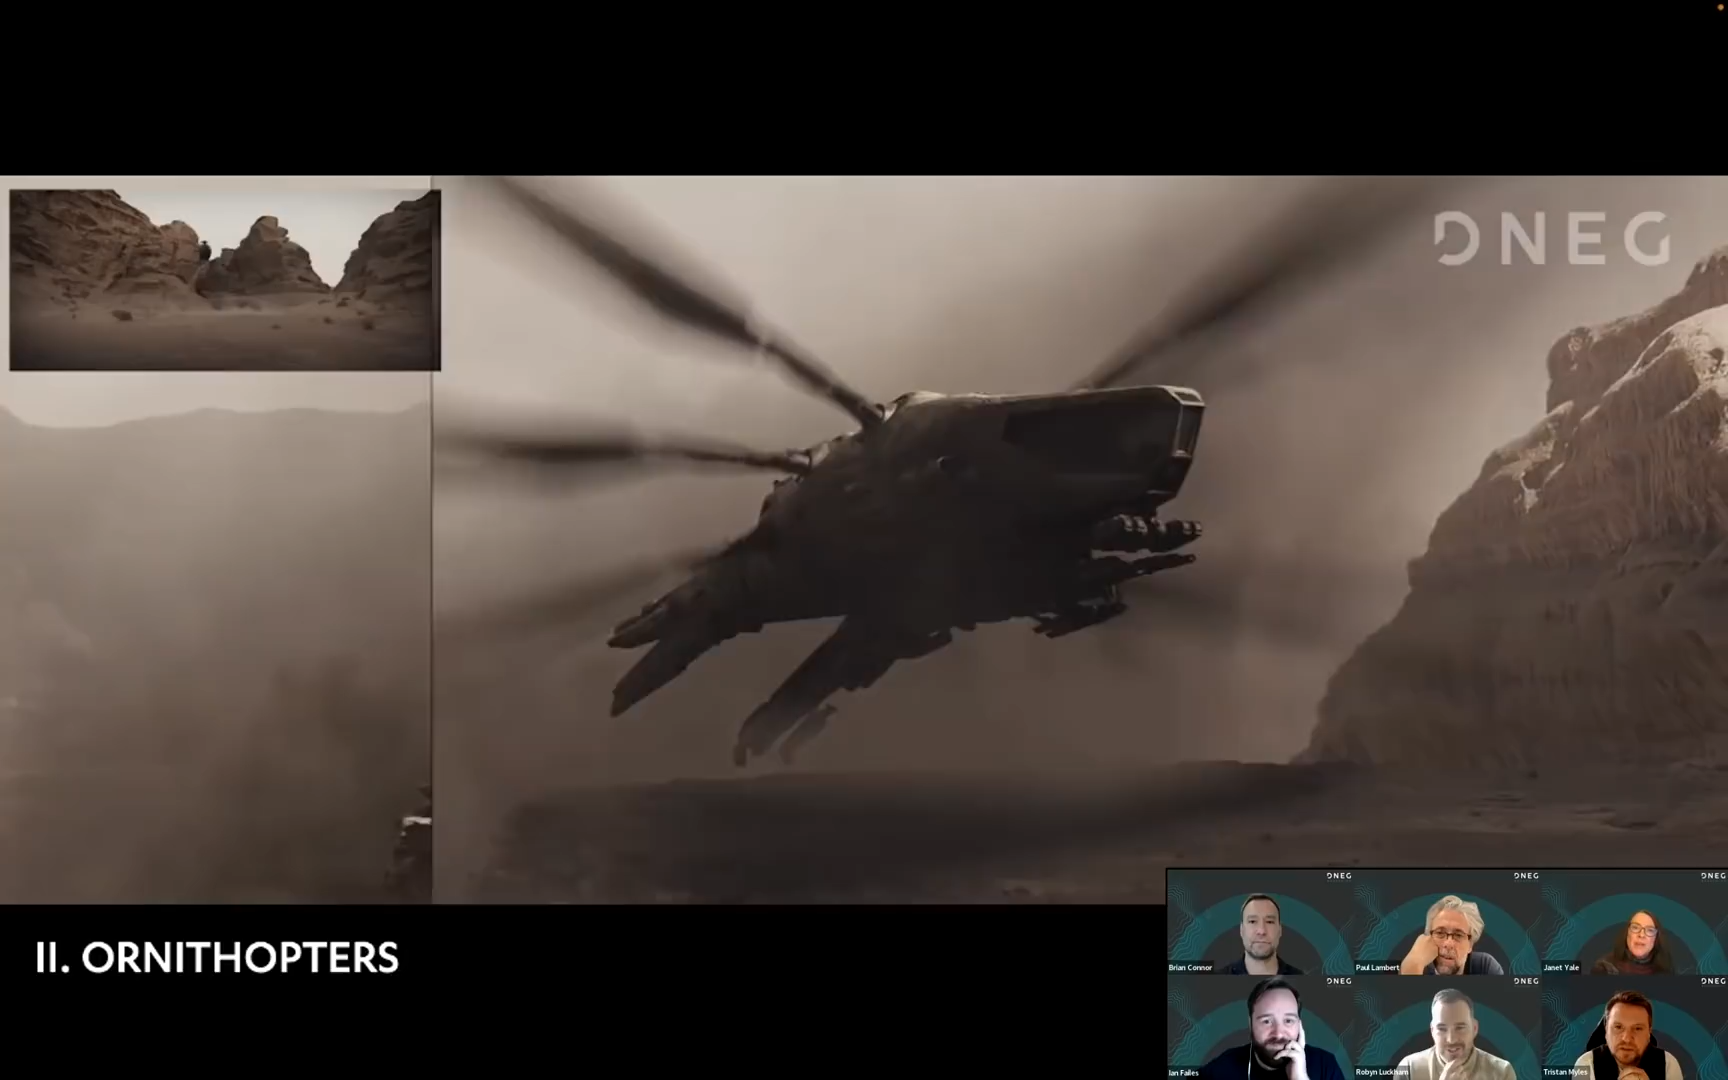 DNEG
II. ORNITHOPTERS
DNEG
DNEG
DNEG
Brian Connor
Paul Lambert
Janet Yale
DNEG
DNEG
DNEG
Ian Failes
Robyn Luckham
Tristan Myles